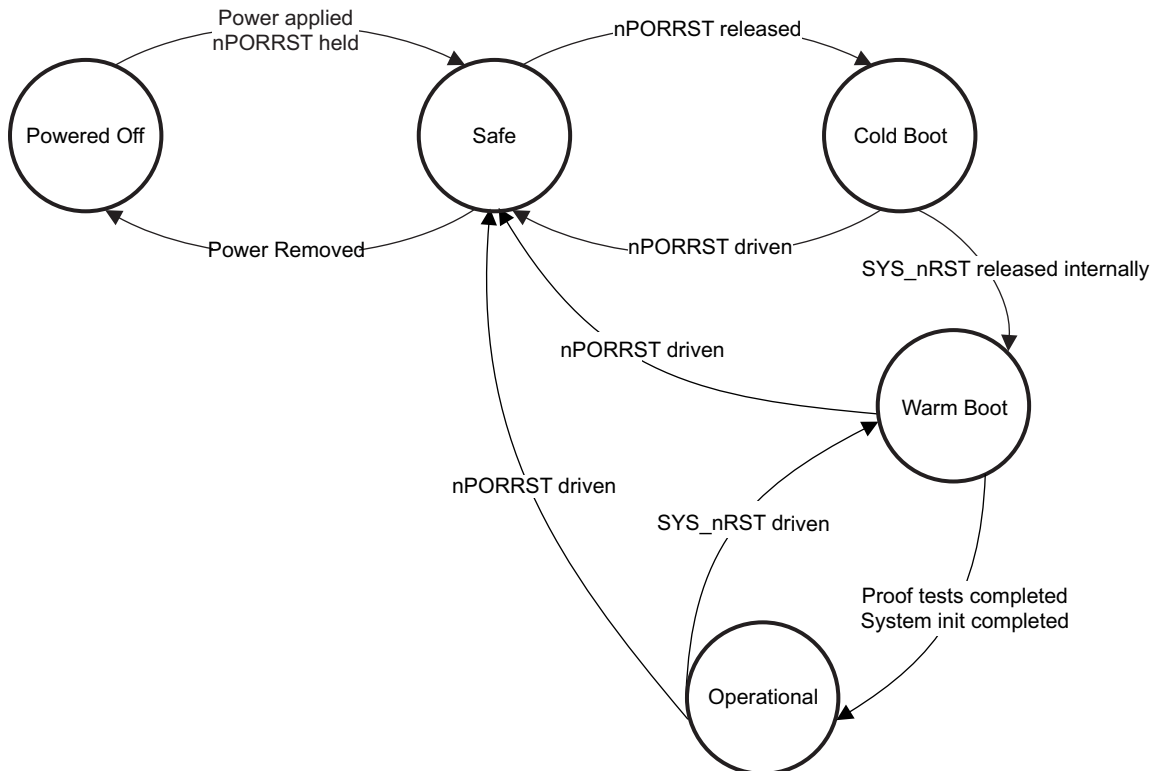 Power applied
nPORRST held
nPORRST released
Powered Off
Safe
Cold Boot
Power Removed
nPORRST driven
SYS_nRST released internally
nPORRST driven
Warm Boot
nPORRST driven
SYS_nRST driven
Proof tests completed
System init completed
Operational